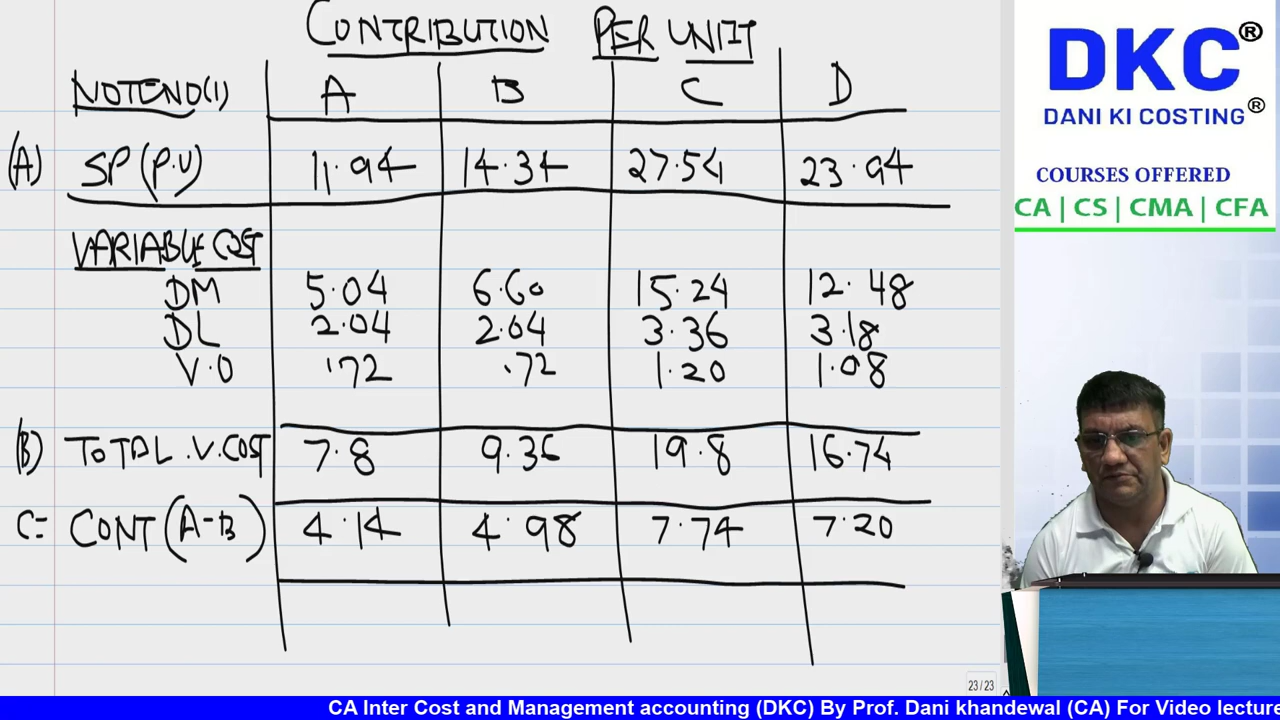 CONTRIBUTION PER UNIT
NOTENO(1) A B C D
(A) SP (P.U) 11.94 14.34 27.54 23.94
VARIABLE COST
DM 5.04 6.60 15.24 12.48
DL 2.04 2.04 3.36 3.18
V.O .72 .72 1.20 1.08
(B) TOTAL .V.COST 7.8 9.36 19.8 16.74
C= CONT (A-B) 4.14 4.98 7.74 7.20
23/23
DKC®
DANI KI COSTING®
COURSES OFFERED
CA | CS | CMA | CFA
CA Inter Cost and Management accounting (DKC) By Prof. Dani khandewal (CA) For Video lectur